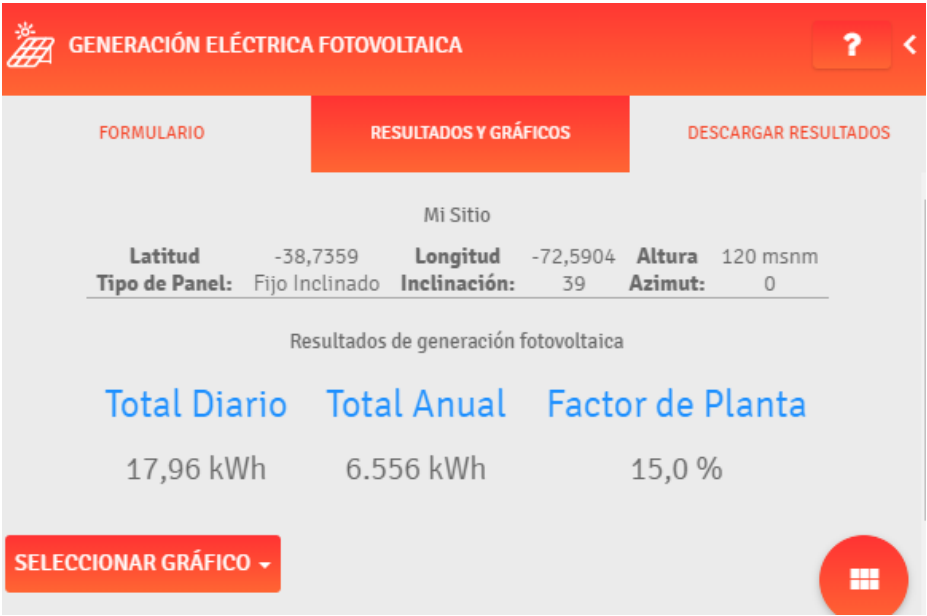 GENERACIÓN ELÉCTRICA FOTOVOLTAICA ?
FORMULARIO RESULTADOS Y GRÁFICOS DESCARGAR RESULTADOS
Mi Sitio
Latitud -38,7359 Longitud -72,5904 Altura 120 msnm
Tipo de Panel: Fijo Inclinado Inclinación: 39 Azimut: 0
Resultados de generación fotovoltaica
Total Diario Total Anual Factor de Planta
17,96 kWh 6.556 kWh 15,0 %
SELECCIONAR GRÁFICO